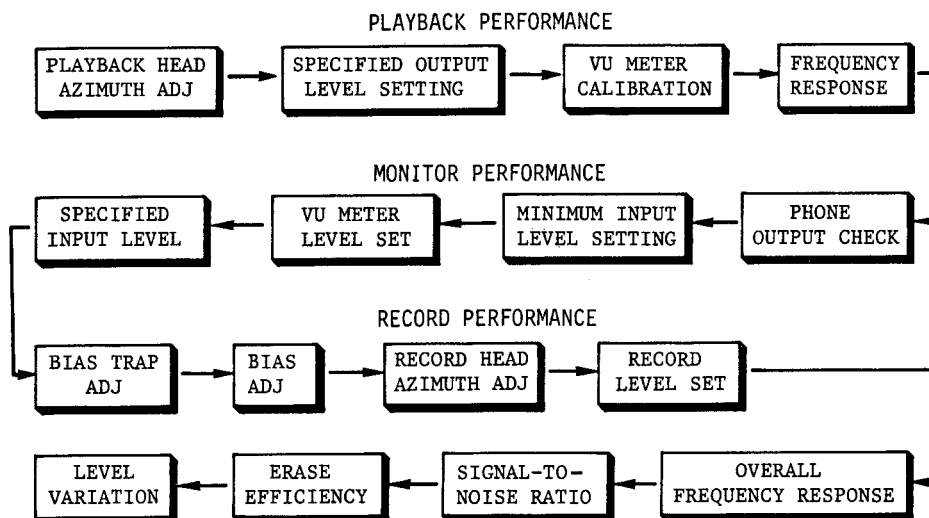 PLAYBACK PERFORMANCE
PLAYBACK HEAD
AZIMUTH ADJ
SPECIFIED OUTPUT
LEVEL SETTING
VU METER
CALIBRATION
FREQUENCY
RESPONSE
MONITOR PERFORMANCE
PHONE
OUTPUT CHECK
MINIMUM INPUT
LEVEL SETTING
VU METER
LEVEL SET
SPECIFIED
INPUT LEVEL
RECORD PERFORMANCE
BIAS TRAP
ADJ
BIAS
ADJ
RECORD HEAD
AZIMUTH ADJ
RECORD
LEVEL SET
OVERALL
FREQUENCY RESPONSE
SIGNAL-TO-
NOISE RATIO
ERASE
EFFICIENCY
LEVEL
VARIATION